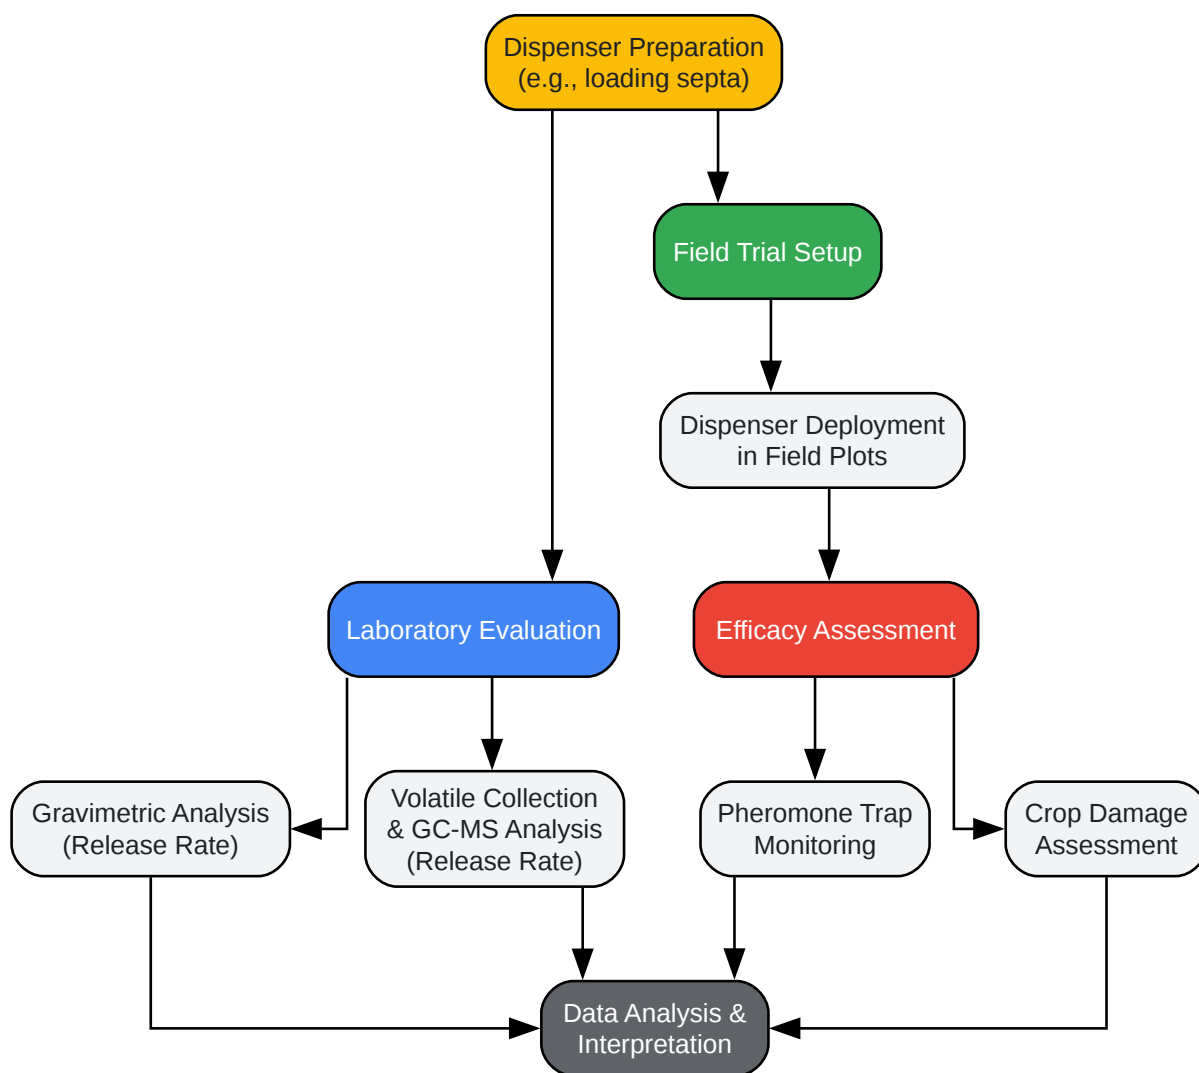 Dispenser Preparation
(e.g., loading septa)
Field Trial Setup
Dispenser Deployment
in Field Plots
Laboratory Evaluation
Efficacy Assessment
Gravimetric Analysis
(Release Rate)
Volatile Collection
& GC-MS Analysis
(Release Rate)
Pheromone Trap
Monitoring
Crop Damage
Assessment
Data Analysis &
Interpretation